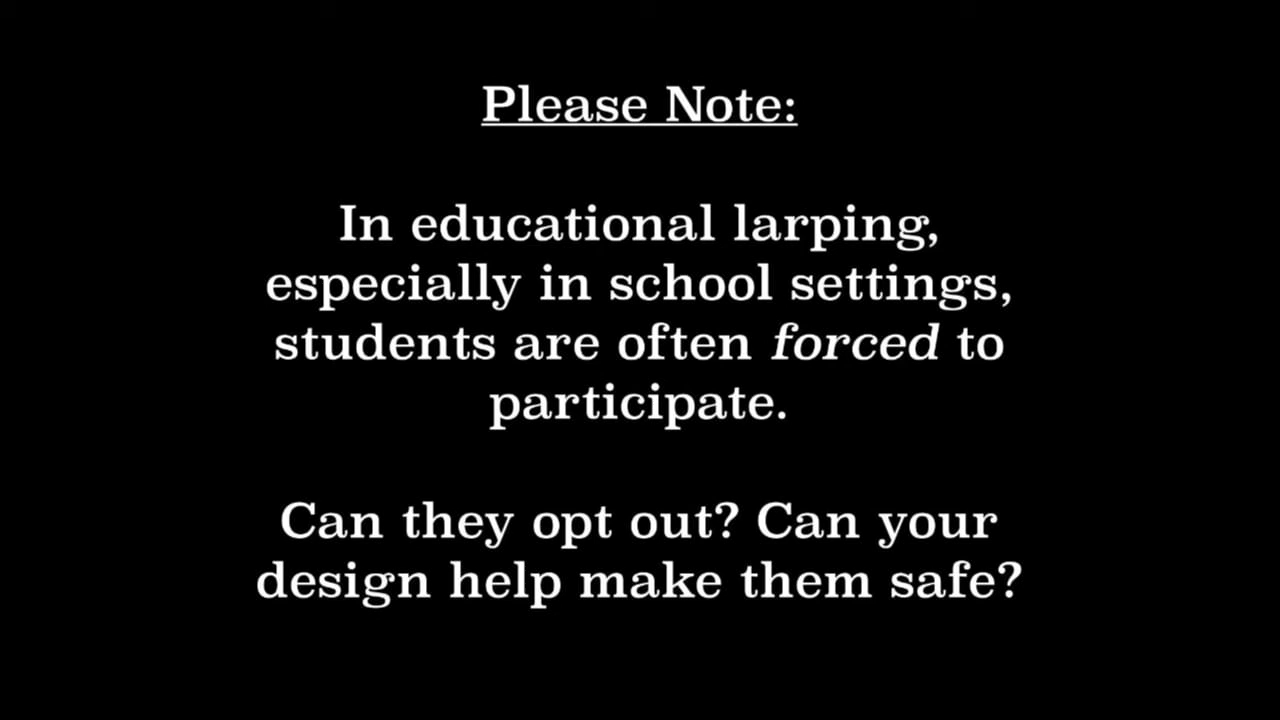 Please Note:
In educational larping,
especially in school settings,
students are often forced to
participate.
Can they opt out? Can your
design help make them safe?